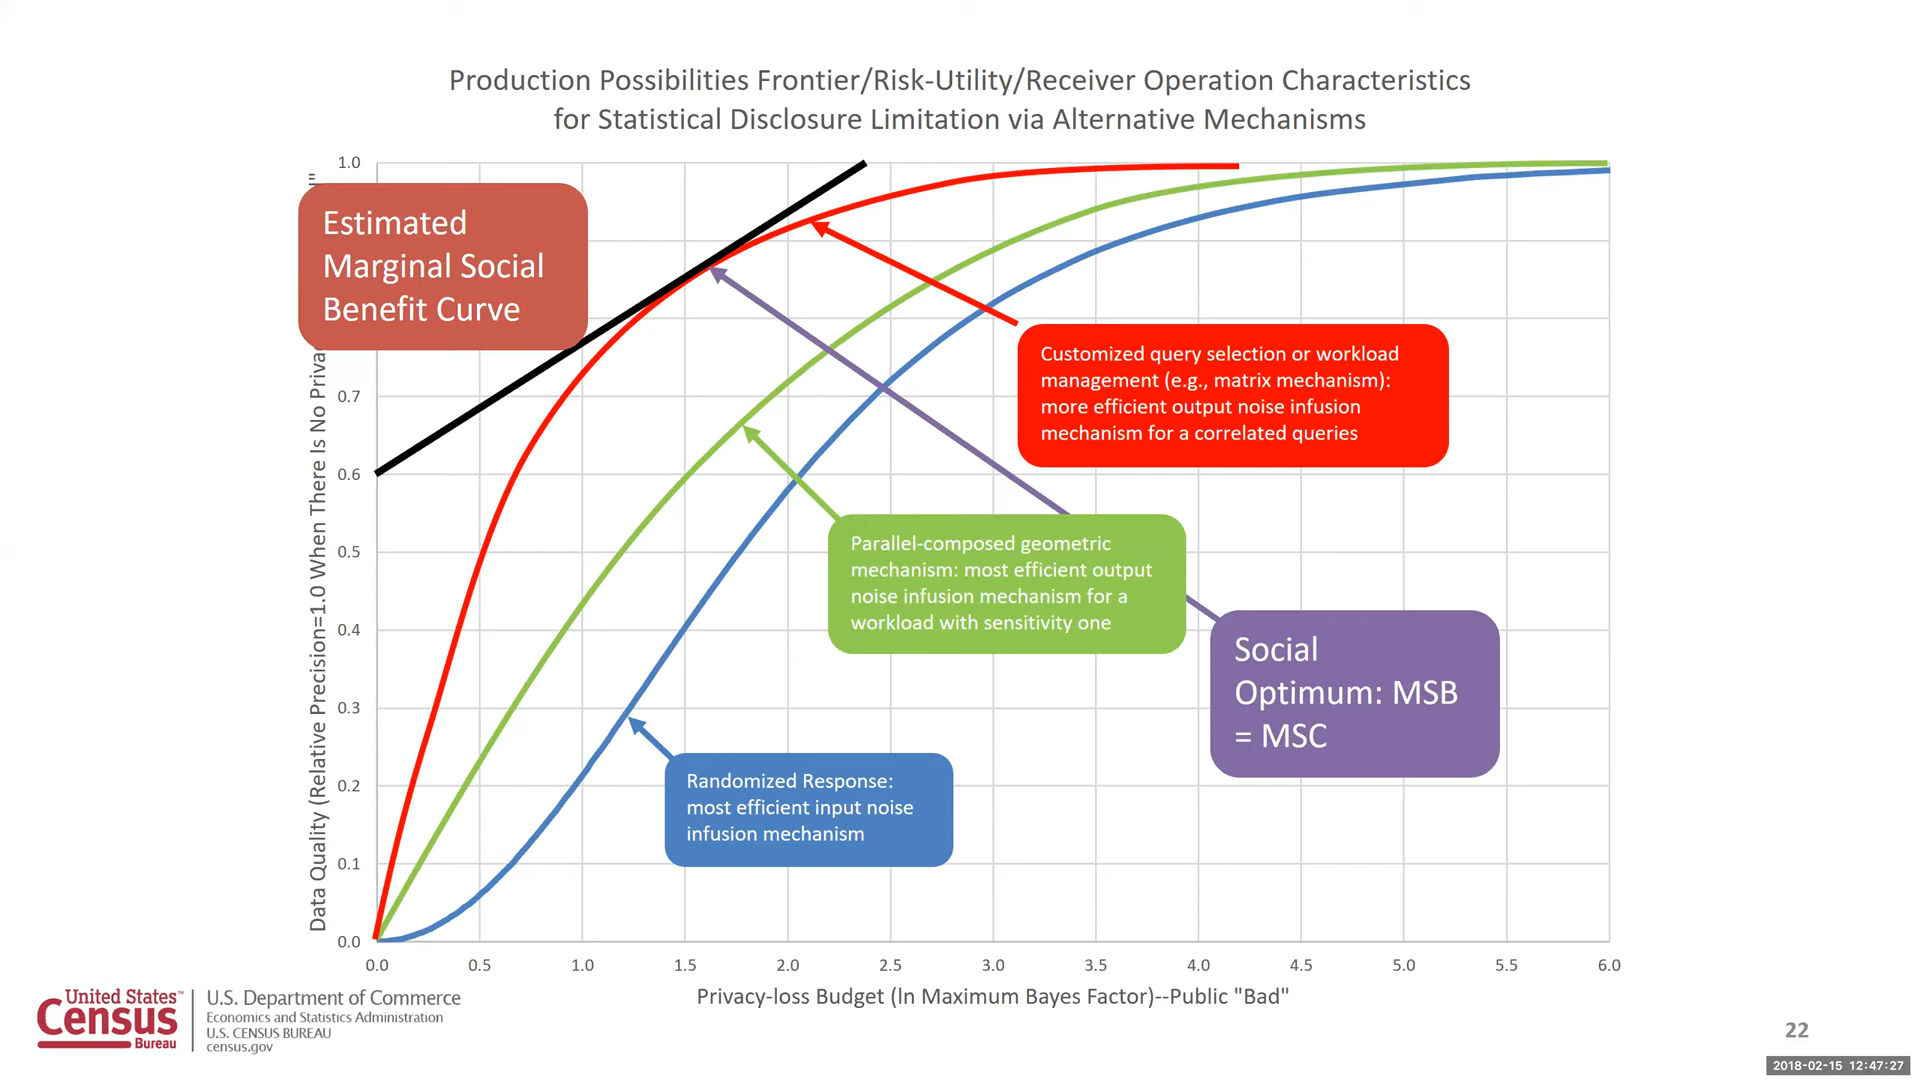 Production Possibilities Frontier/Risk-Utility/Receiver Operation Characteristics
for Statistical Disclosure Limitation via Alternative Mechanisms
Data Quality (Relative Precision=1.0 When There Is No
1.0
0.7
0.6
0.5
0.4
0.3
0.2
0.1
0.0
Estimated
Marginal Social
Benefit Curve
Customized query selection or workload
management (e.g., matrix mechanism):
more efficient output noise infusion
mechanism for a correlated queries
Parallel-composed geometric
mechanism: most efficient output
noise infusion mechanism for a
workload with sensitivity one
Social
Optimum: MSB
= MSC
Randomized Response:
most efficient input noise
infusion mechanism
0.0 0.5 1.0 1.5 2.0 2.5 3.0 3.5 4.0 4.5 5.0 5.5 6.0
Privacy-loss Budget (ln Maximum Bayes Factor)--Public "Bad"
United States™
Census
Bureau
U.S. Department of Commerce
Economics and Statistics Administration
U.S. CENSUS BUREAU
census.gov
22
2018-02-15 12:47:27